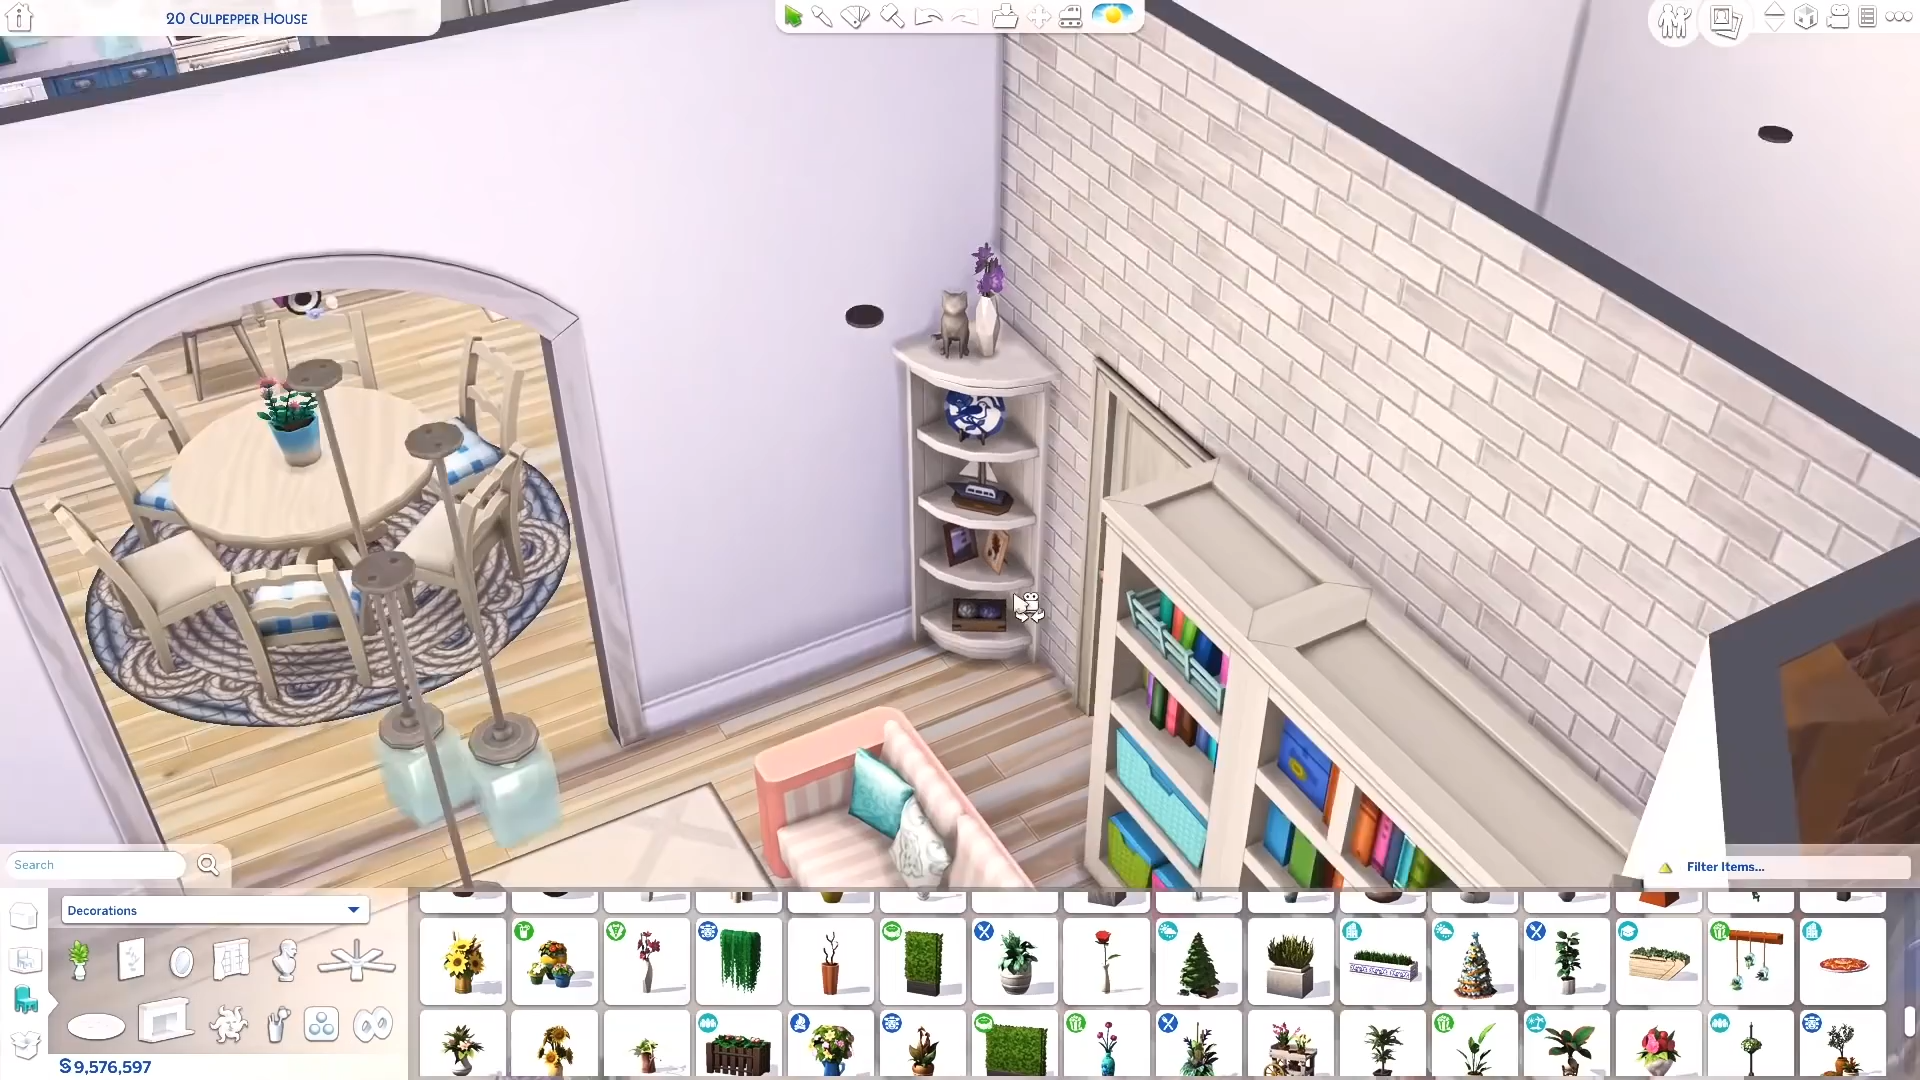 20 Culpepper House
Search
Filter Items...
Decorations
§9,576,597